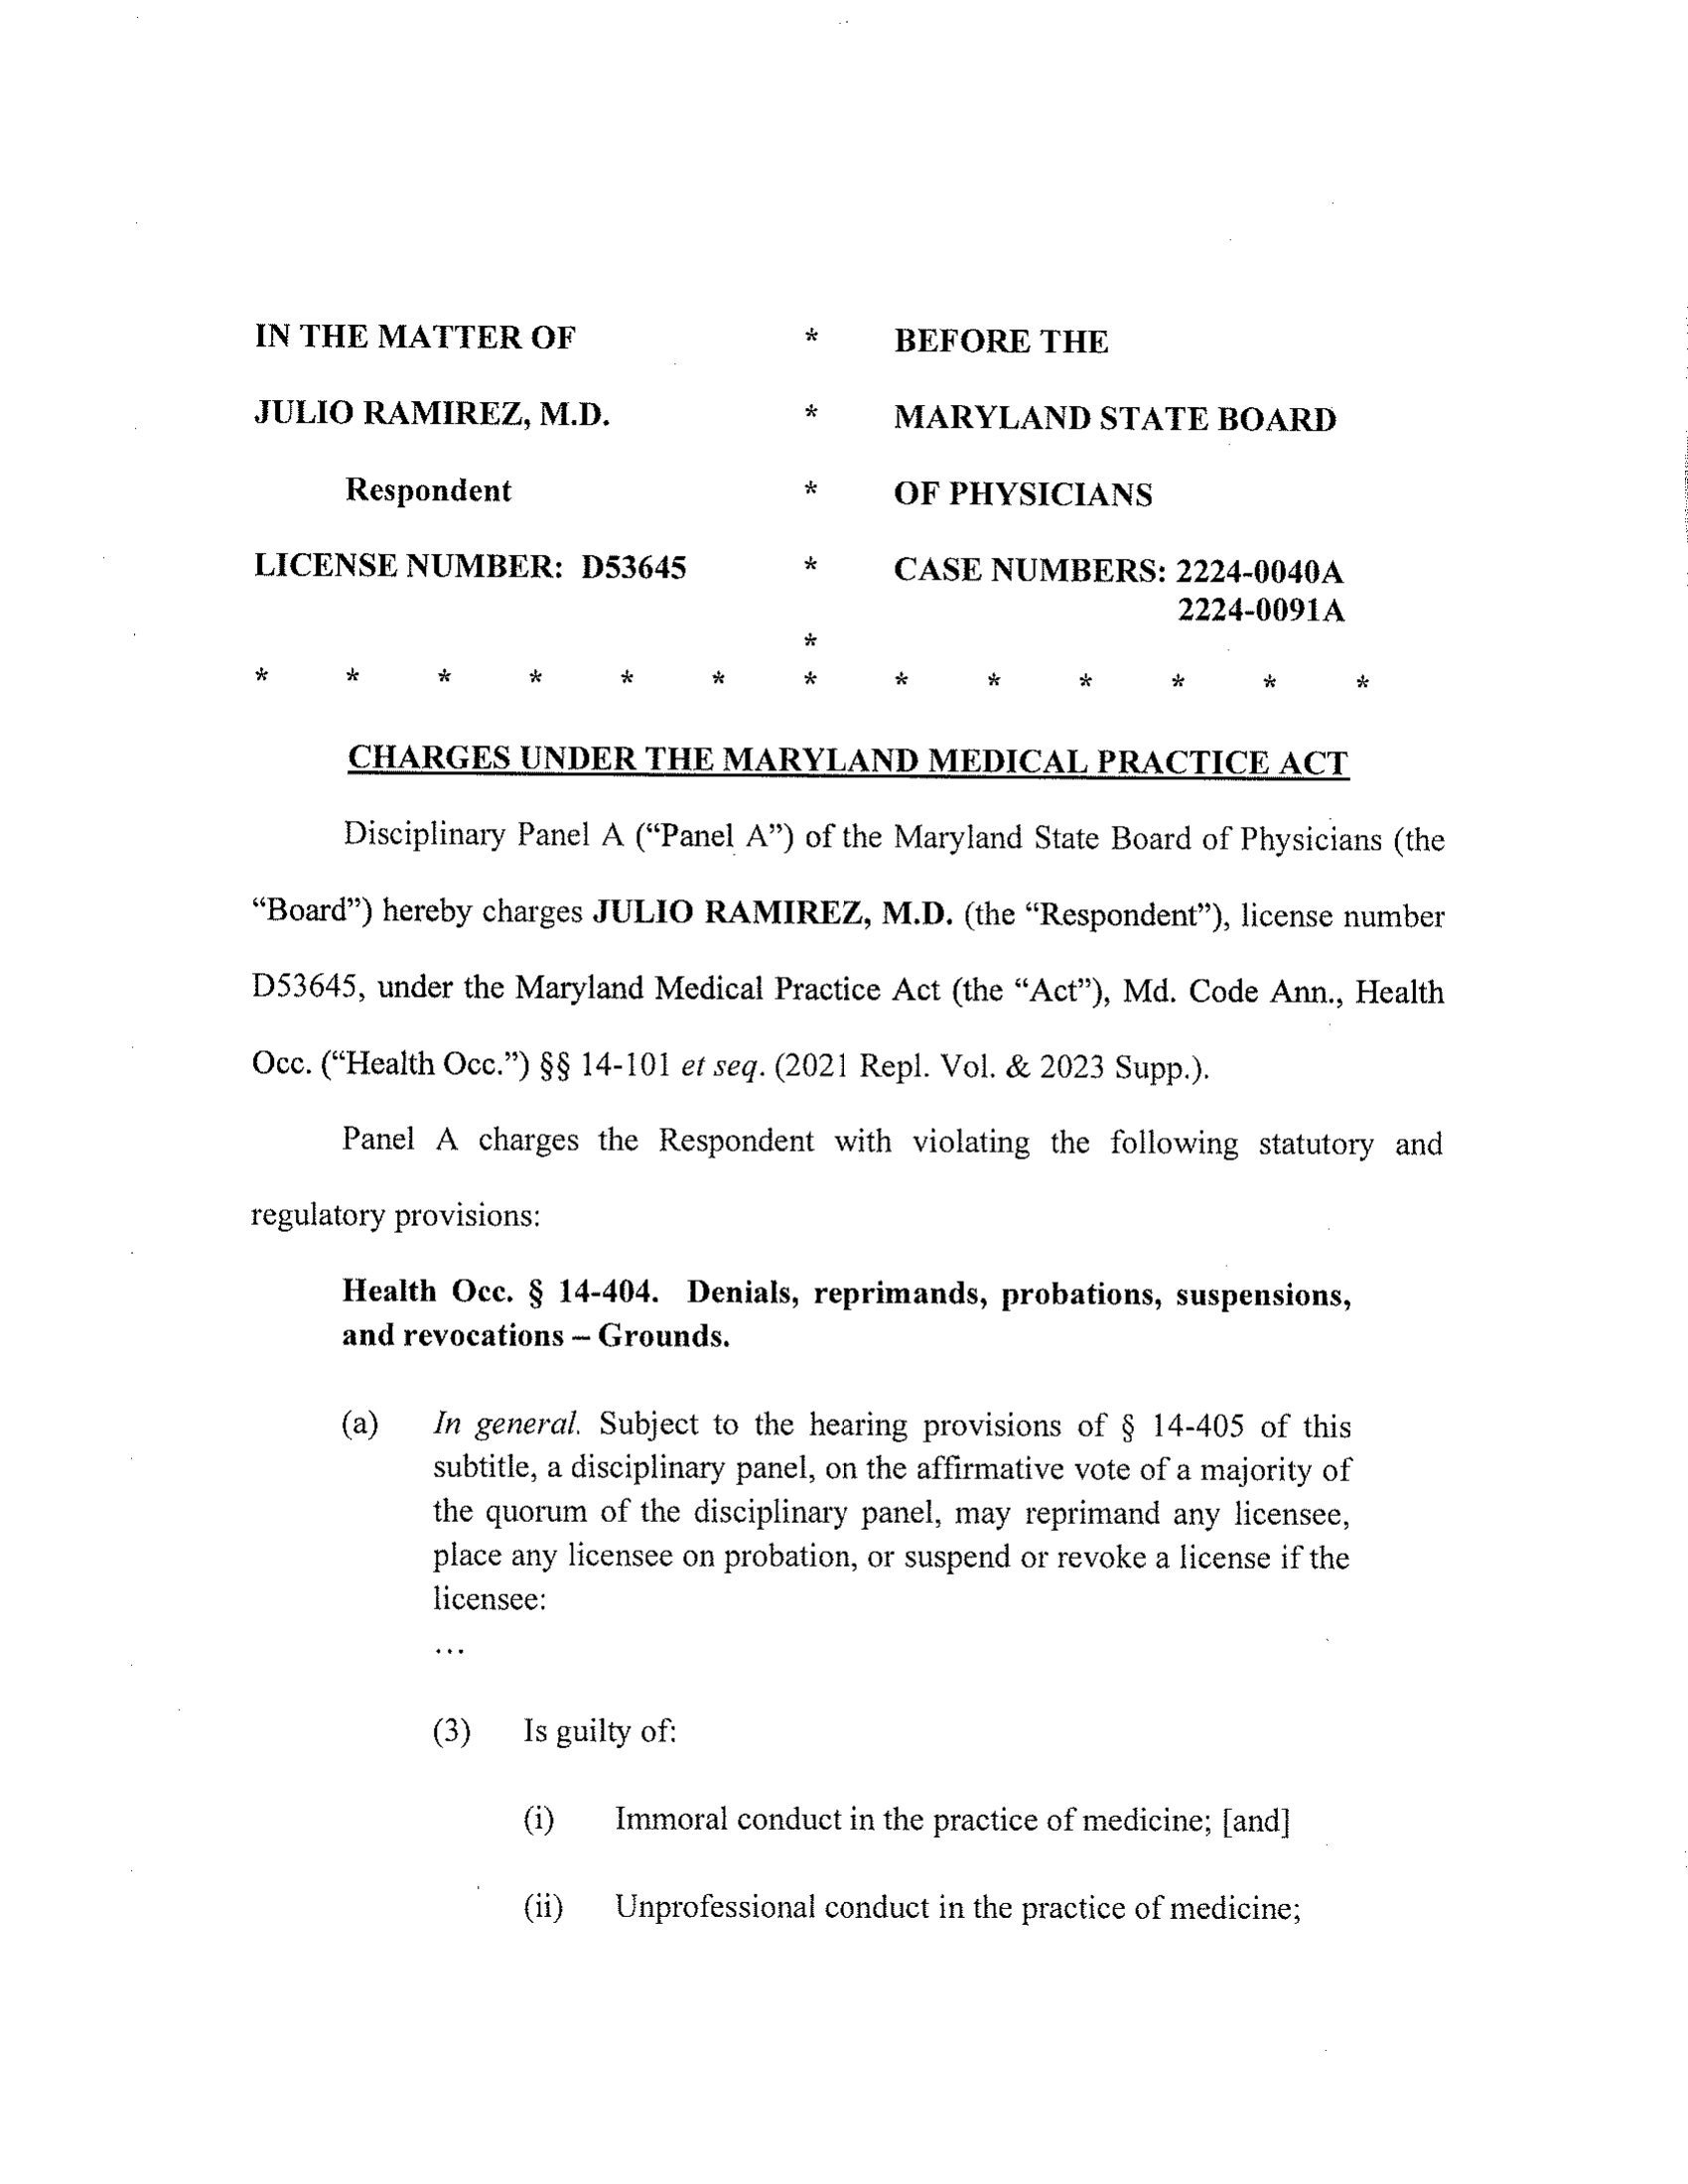 IN THE MATTER OF * BEFORE THE
JULIO RAMIREZ, M.D. * MARYLAND STATE BOARD
Respondent * OF PHYSICIANS
LICENSE NUMBER: D53645 * CASE NUMBERS: 2224-0040A
2224-0091A
*
* * * * * * * * * * * * *
CHARGES UNDER THE MARYLAND MEDICAL PRACTICE ACT
Disciplinary Panel A (“Panel A”) of the Maryland State Board of Physicians (the
“Board”) hereby charges JULIO RAMIREZ, M.D. (the “Respondent”), license number
D53645, under the Maryland Medical Practice Act (the “Act”), Md. Code Ann., Health
Occ. (“Health Occ.”) §§ 14-101 et seq. (2021 Repl. Vol. & 2023 Supp.).
Panel A charges the Respondent with violating the following statutory and
regulatory provisions:
Health Occ. § 14-404. Denials, reprimands, probations, suspensions,
and revocations – Grounds.
(a) In general. Subject to the hearing provisions of § 14-405 of this
subtitle, a disciplinary panel, on the affirmative vote of a majority of
the quorum of the disciplinary panel, may reprimand any licensee,
place any licensee on probation, or suspend or revoke a license if the
licensee:
...
(3) Is guilty of:
(i) Immoral conduct in the practice of medicine; [and]
(ii) Unprofessional conduct in the practice of medicine;